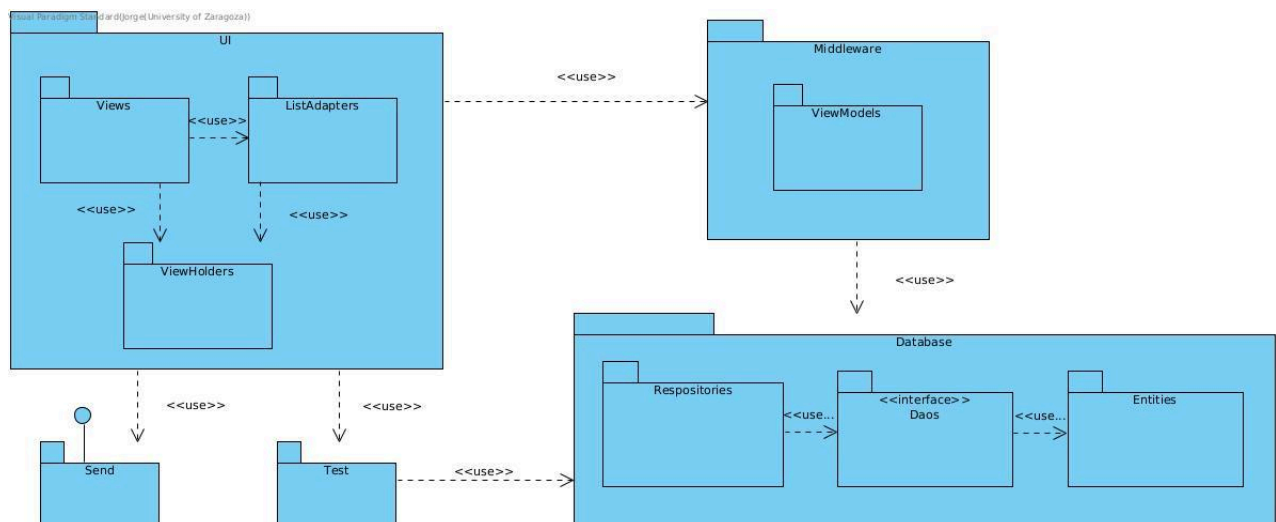 Visual Paradigm Standard(Jorge(University of Zaragoza))
UI
Views
<<use>>
ListAdapters
<<use>>
<<use>>
ViewHolders
<<use>>
Middleware
ViewModels
<<use>>
<<use>>
<<use>>
Send
Test
<<use>>
Database
Respositories
<<use...
<<interface>>
Daos
<<use...
Entities